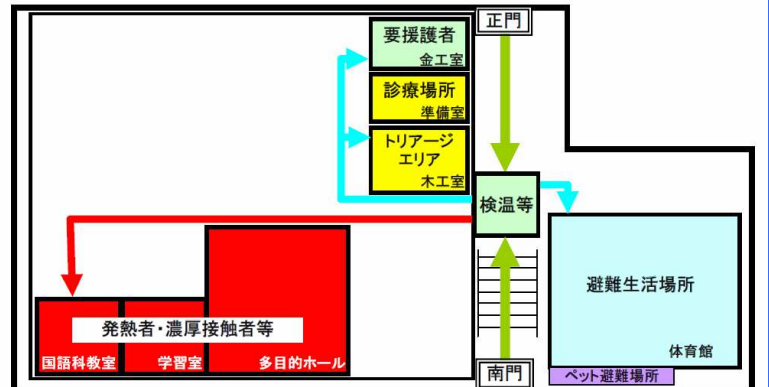 正門
要援護者
金工室
診療場所
準備室
トリアージ
エリア
木工室
検温等
避難生活場所
体育館
発熱者・濃厚接触者等
国語科教室
学習室
多目的ホール
南門
ペット避難場所